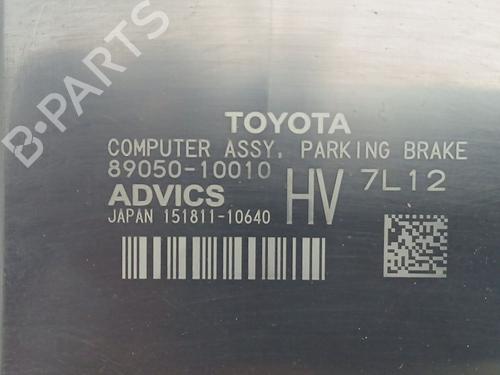 B-PARTS
TOYOTA
COMPUTER ASSY, PARKING BRAKE
89050-10010 HV 7L12
ADVICS
JAPAN 151811-10640